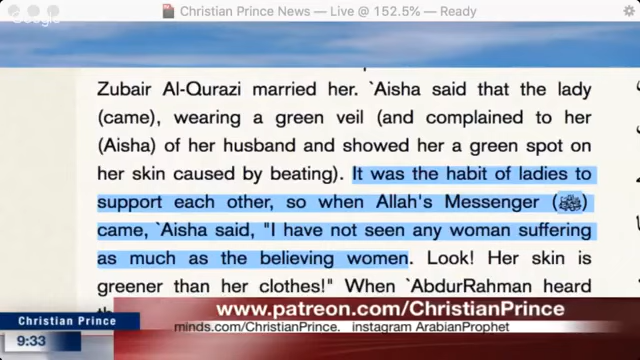 Christian Prince News — Live @ 152.5% — Ready
Google
Zubair Al-Qurazi married her. `Aisha said that the lady
(came), wearing a green veil (and complained to her
(Aisha) of her husband and showed her a green spot on
her skin caused by beating). It was the habit of ladies to
support each other, so when Allah's Messenger (ﷺ)
came, `Aisha said, "I have not seen any woman suffering
as much as the believing women. Look! Her skin is
greener than her clothes!" When `AbdurRahman heard
www.patreon.com/ChristianPrince
Christian Prince
minds.com/ChristianPrince. instagram ArabianProphet
9:33